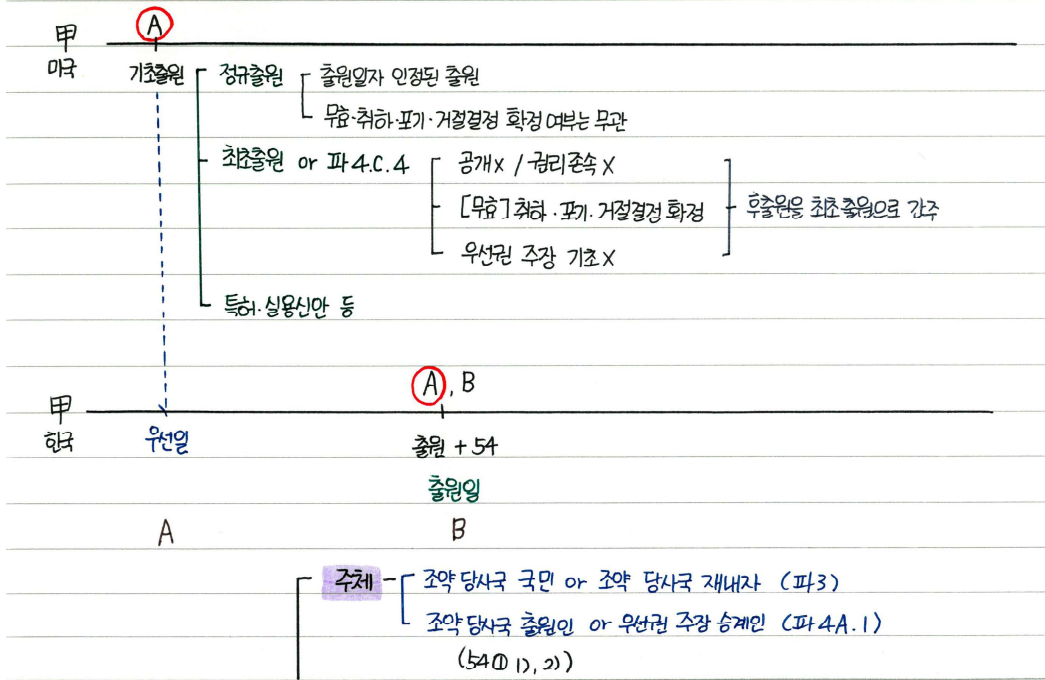 A
甲
미국
기초출원 정규출원 출원일자 인정된 출원
무효·취하·포기·거절결정 확정 여부는 무관
최초출원 or 파4.C.4 공개X / 권리존속X
[무효] 취하·포기·거절결정 확정 후출원을 최초출원으로 간주
우선권 주장 기초X
특허·실용신안 등
A, B
甲
한국 우선일 출원 + 54
출원일
A B
주체 조약 당사국 국민 or 조약 당사국 재내자 (파3)
조약 당사국 출원인 or 우선권 주장 승계인 (파4A.1)
(54① 1), 2))